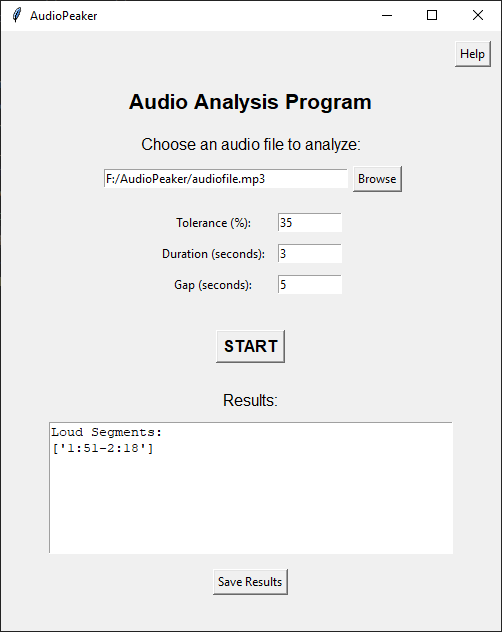 AudioPeaker
Help
Audio Analysis Program
Choose an audio file to analyze:
F:/AudioPeaker/audiofile.mp3 Browse
Tolerance (%): 35
Duration (seconds): 3
Gap (seconds): 5
START
Results:
Loud Segments:
['1:51-2:18']
Save Results